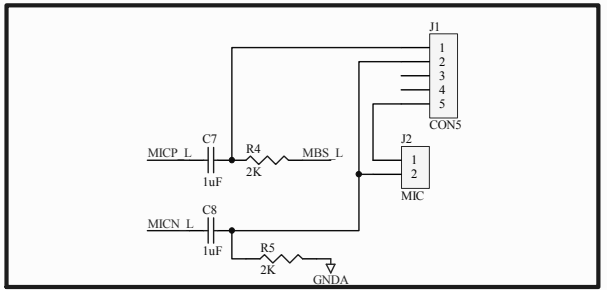 J1
1
2
3
4
5
CON5
C7
R4
J2
MICP_L
MBS_L
1
1uF
2K
2
MIC
C8
MICN_L
1uF
R5
2K
GNDA